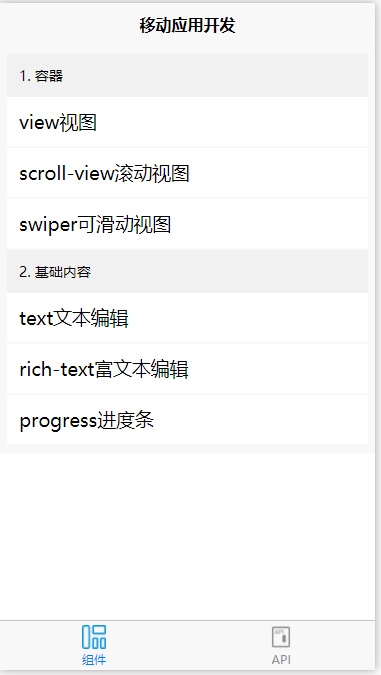 移动应用开发
1. 容器
view视图
scroll-view滚动视图
swiper可滑动视图
2. 基础内容
text文本编辑
rich-text富文本编辑
progress进度条
API
组件 API